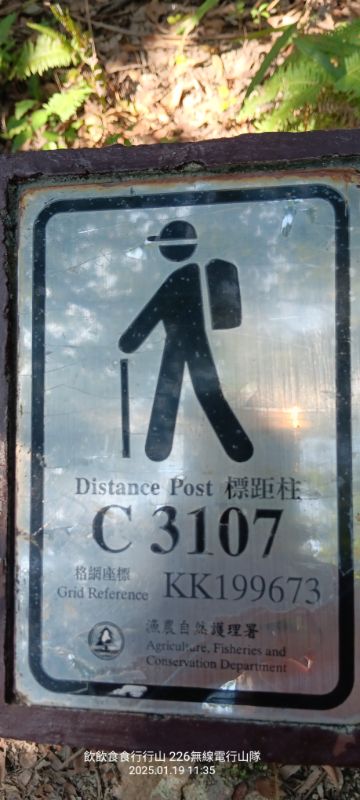 Distance Post 標距柱
C 3107
格網座標
Grid Reference KK199673
漁農自然護理署
Agriculture, Fisheries and
Conservation Department
飲飲食食行行山 226無線電行山隊
2025.01.19 11:35